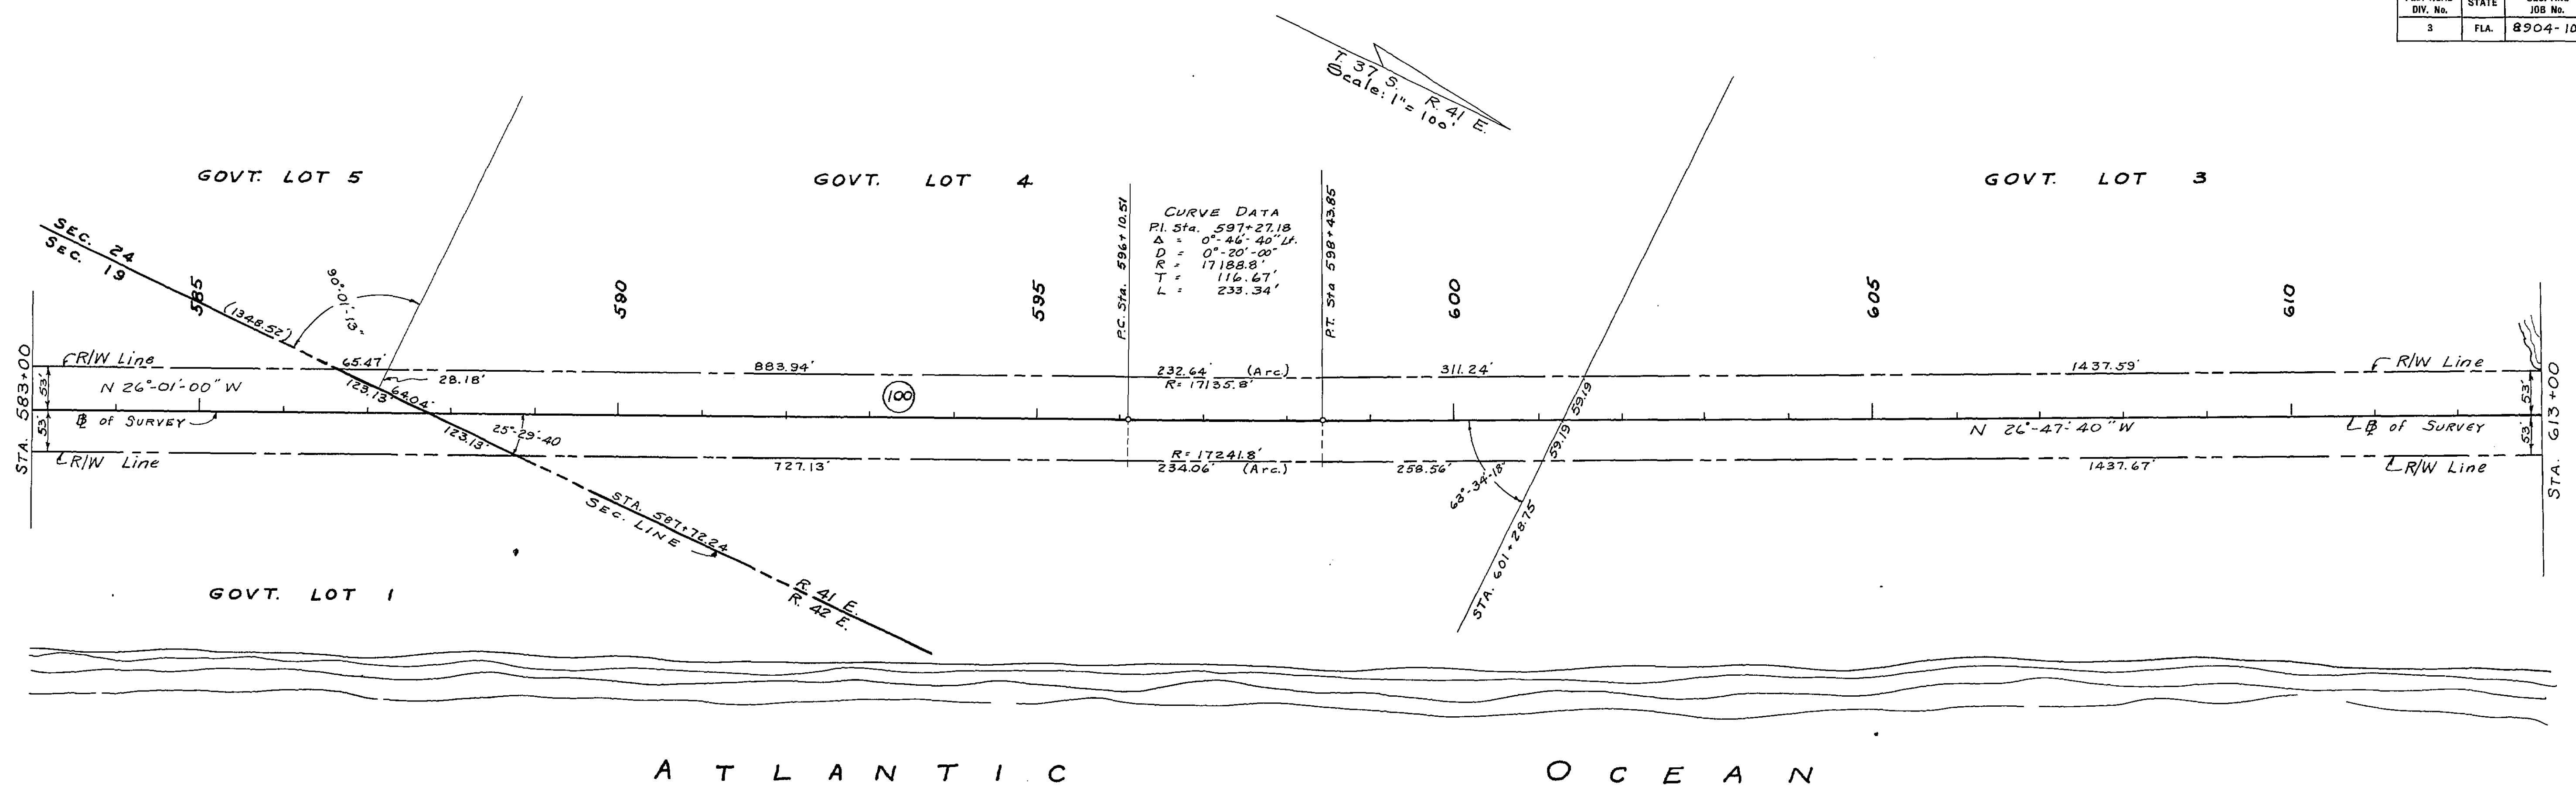 DIV. No.
STATE
JOB No.
3
FLA.
8904-10
T. 37 S. R. 41 E.
Scale: 1" = 100'
GOVT. LOT 5
GOVT. LOT 4
GOVT. LOT 3
SEC. 24
SEC. 19
585
590
595
600
605
610
(1348.52')
90°-01'-13"
P.C. Sta. 596+10.51
CURVE DATA
P.I. Sta. 597+27.18
Δ = 0°-46'-40" Lt.
D = 0°-20'-00"
R = 17188.8'
T = 116.67'
L = 233.34'
P.T. Sta 598+43.85
STA. 583+00
R/W Line
53'
N 26°-01'-00" W
65.47'
28.18'
123.13'
64.04'
883.94'
232.64' (Arc)
R= 17135.8'
311.24'
59.19
1437.59'
R/W Line
53'
STA. 613+00
100
℄ of SURVEY
53'
R/W Line
123.13'
25°-29'-40
727.13'
R= 17241.8'
234.06' (Arc.)
258.56'
63°-34'-18"
59.19
STA. 601+28.75
N 26°-47'-40" W
℄ of SURVEY
53'
1437.67'
R/W Line
STA. 587+72.24
SEC. LINE
R. 41 E.
R. 42 E.
GOVT. LOT 1
ATLANTIC OCEAN